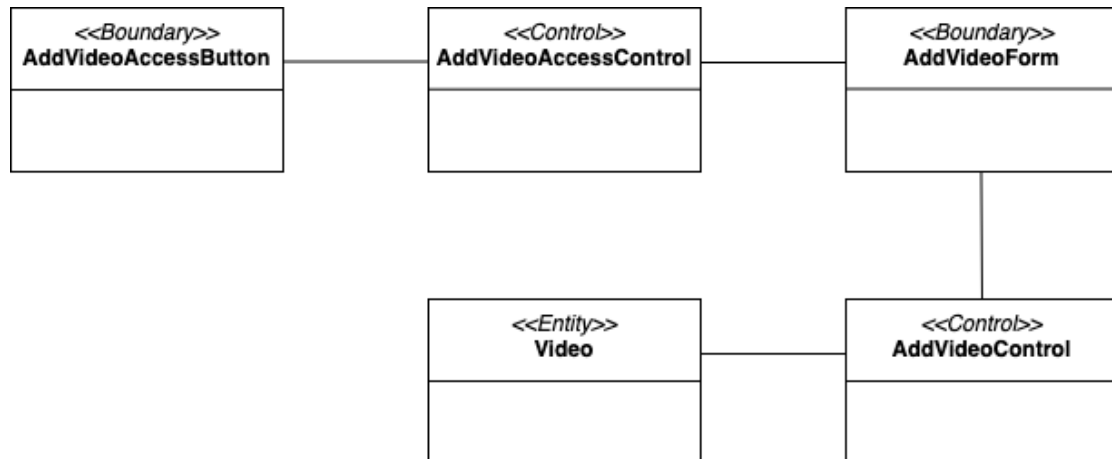 <<Boundary>>
AddVideoAccessButton
<<Control>>
AddVideoAccessControl
<<Boundary>>
AddVideoForm
<<Entity>>
Video
<<Control>>
AddVideoControl